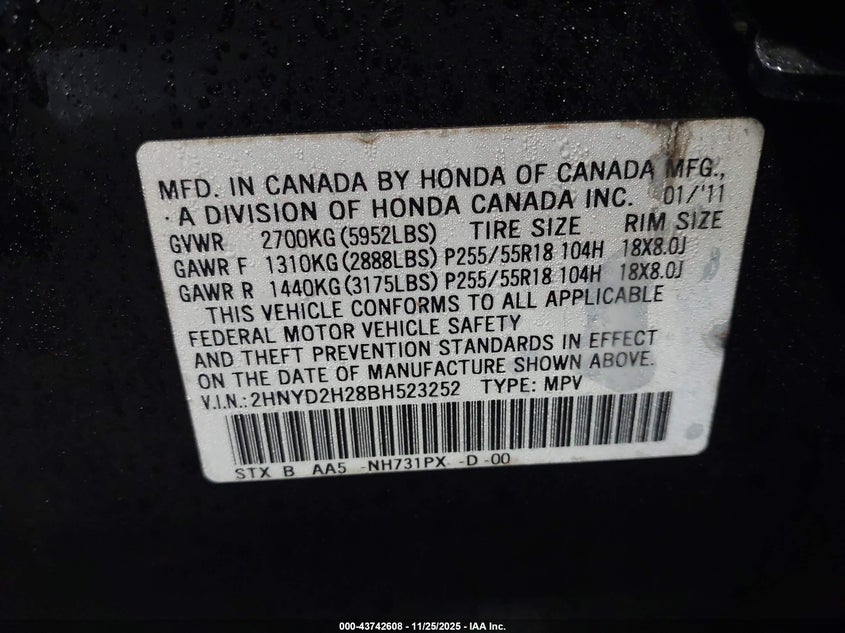 MFD. IN CANADA BY HONDA OF CANADA MFG.,
A DIVISION OF HONDA CANADA INC. 01/'11
GVWR 2700KG (5952LBS) TIRE SIZE RIM SIZE
GAWR F 1310KG (2888LBS) P255/55R18 104H 18X8.0J
GAWR R 1440KG (3175LBS) P255/55R18 104H 18X8.0J
THIS VEHICLE CONFORMS TO ALL APPLICABLE
FEDERAL MOTOR VEHICLE SAFETY
AND THEFT PREVENTION STANDARDS IN EFFECT
ON THE DATE OF MANUFACTURE SHOWN ABOVE.
V.I.N.: 2HNYD2H28BH523252 TYPE: MPV
STX B AA5 -NH731PX -D -00
000-43742608 - 11/25/2025 - IAA Inc.